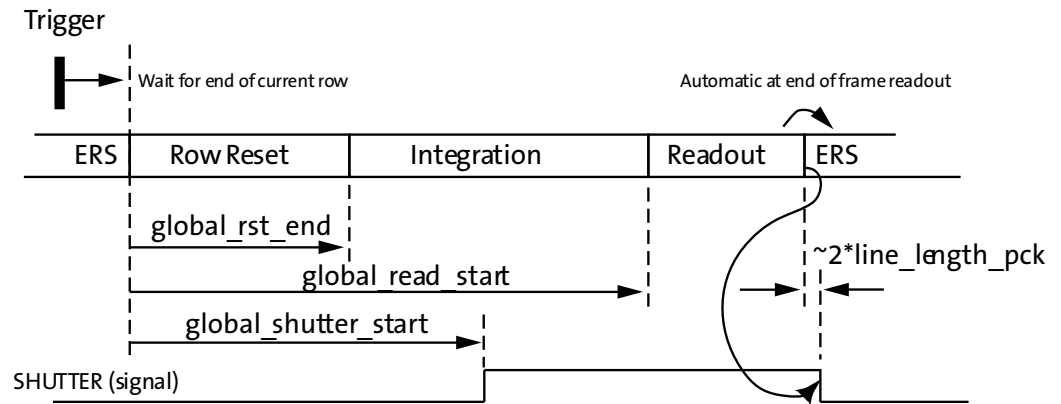 Trigger
Wait for end of current row
Automatic at end of frame readout
ERS
Row Reset
Integration
Readout
ERS
global_rst_end
~2*line_length_pck
global_read_start
global_shutter_start
SHUTTER (signal)